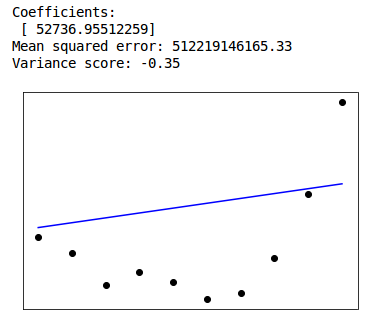 Coefficients:
[ 52736.95512259]
Mean squared error: 512219146165.33
Variance score: -0.35